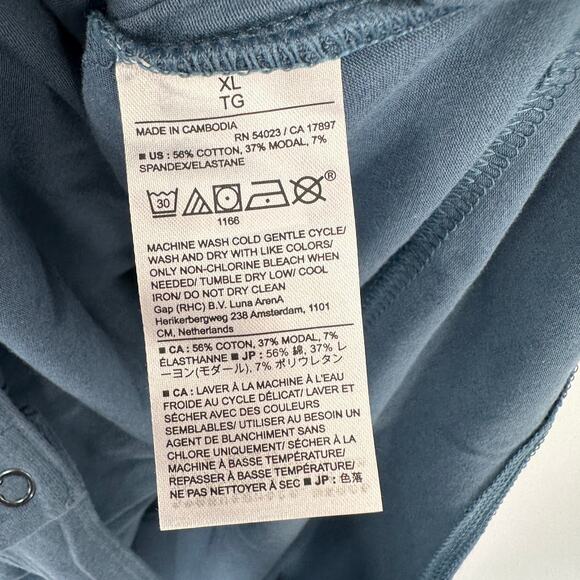 XL
TG
MADE IN CAMBODIA
RN 54023 / CA 17897
■ US : 56% COTTON, 37% MODAL, 7%
SPANDEX/ELASTANE
30
®
1166
MACHINE WASH COLD GENTLE CYCLE/
WASH AND DRY WITH LIKE COLORS/
ONLY NON-CHLORINE BLEACH WHEN
NEEDED/ TUMBLE DRY LOW/ COOL
IRON/ DO NOT DRY CLEAN
Gap (RHC) B.V. Luna ArenA
Herikerbergweg 238 Amsterdam, 1101
CM, Netherlands
■ CA : 56% COTON, 37% MODAL, 7%
ÉLASTHANNE ■ JP : 56% 綿, 37% レ
ーヨン(モダール), 7% ポリウレタン
■ CA : LAVER À LA MACHINE À L'EAU
FROIDE AU CYCLE DÉLICAT/ LAVER ET
SÉCHER AVEC DES COULEURS
SEMBLABLES/ UTILISER AU BESOIN UN
AGENT DE BLANCHIMENT SANS
CHLORE UNIQUEMENT/ SÉCHER À LA
MACHINE À BASSE TEMPÉRATURE/
REPASSER À BASSE TEMPÉRATURE/
NE PAS NETTOYER À SEC ■ JP : 色落